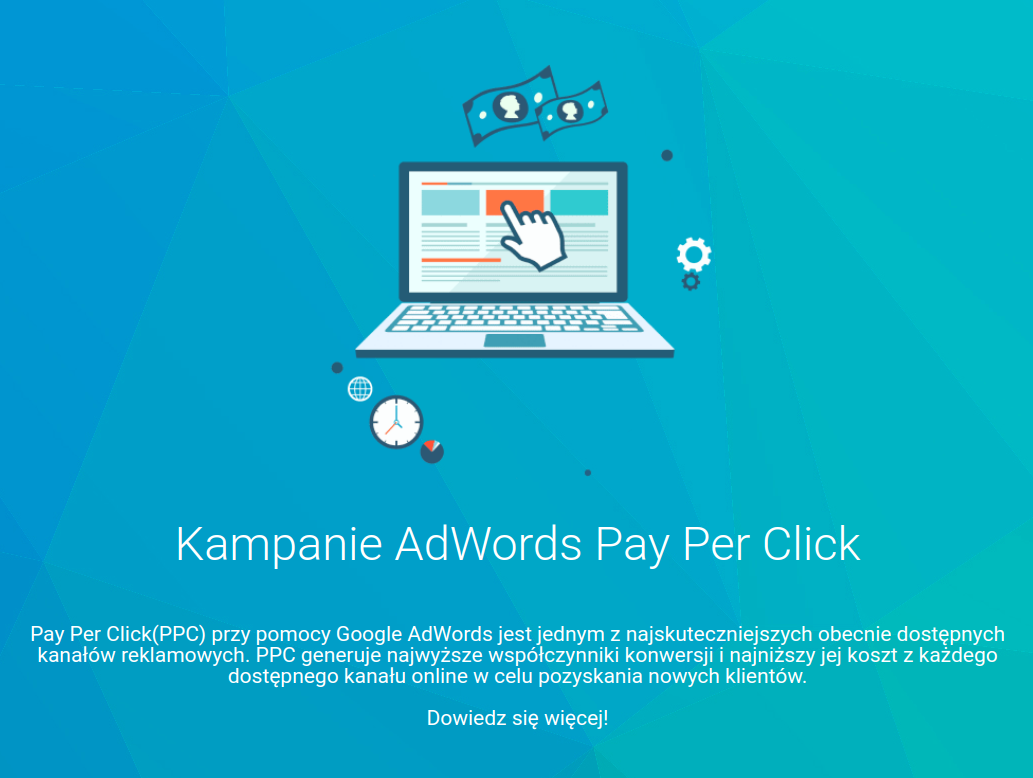 Kampanie AdWords Pay Per Click
Pay Per Click(PPC) przy pomocy Google AdWords jest jednym z najskuteczniejszych obecnie dostępnych
kanałów reklamowych. PPC generuje najwyższe współczynniki konwersji i najniższy jej koszt z każdego
dostępnego kanału online w celu pozyskania nowych klientów.
Dowiedz się więcej!